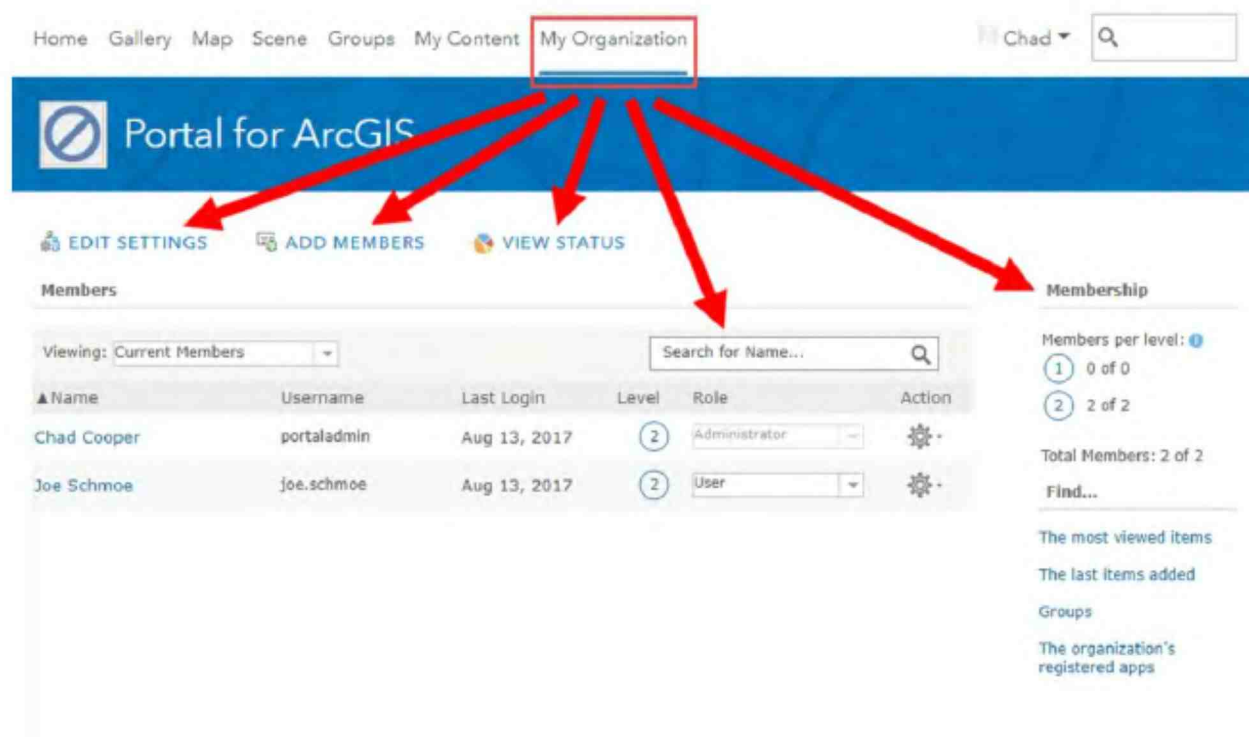 Home Gallery Map Scene Groups My Content My Organization Chad
Portal for ArcGIS
EDIT SETTINGS ADD MEMBERS VIEW STATUS
Members
Viewing: Current Members Search for Name...
▲Name Username Last Login Level Role Action
Chad Cooper portaladmin Aug 13, 2017 2 Administrator
Joe Schmoe joe.schmoe Aug 13, 2017 2 User
Membership
Members per level:
1 0 of 0
2 2 of 2
Total Members: 2 of 2
Find...
The most viewed items
The last items added
Groups
The organization's
registered apps